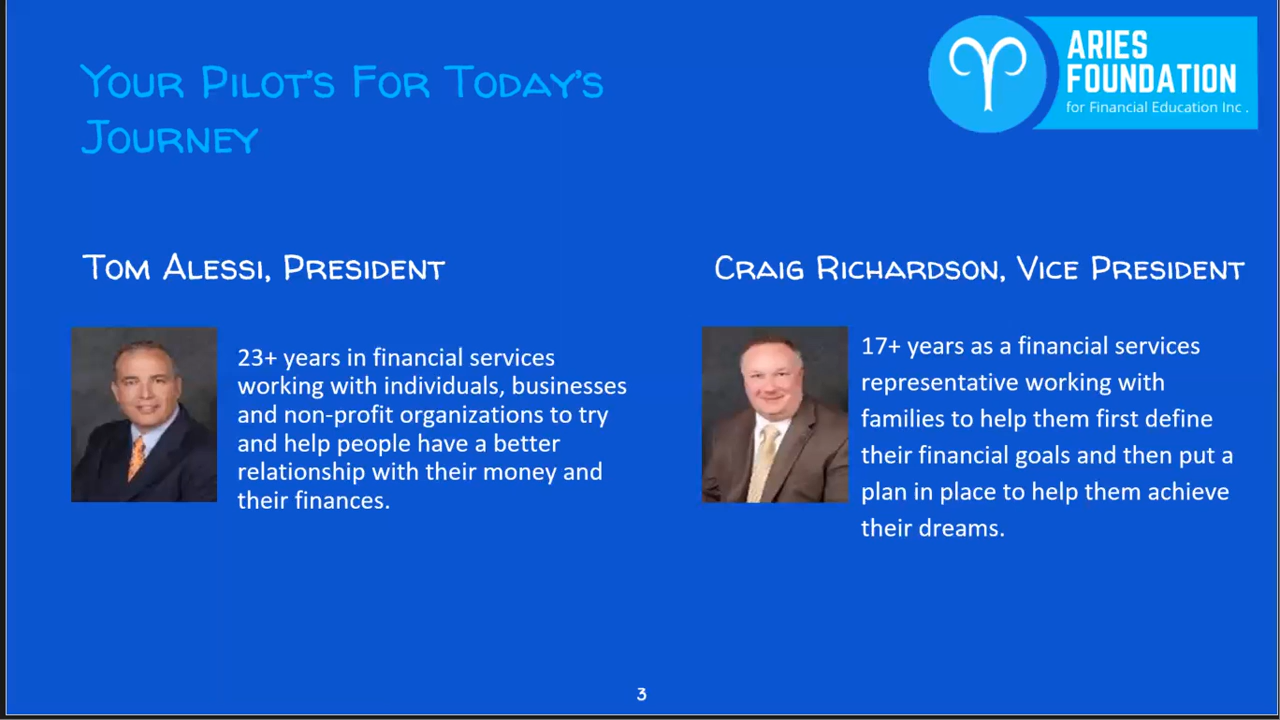 Your Pilot's For Today's
Journey
ARIES
FOUNDATION
for Financial Education Inc .
Tom Alessi, President
23+ years in financial services
working with individuals, businesses
and non-profit organizations to try
and help people have a better
relationship with their money and
their finances.
Craig Richardson, Vice President
17+ years as a financial services
representative working with
families to help them first define
their financial goals and then put a
plan in place to help them achieve
their dreams.
3